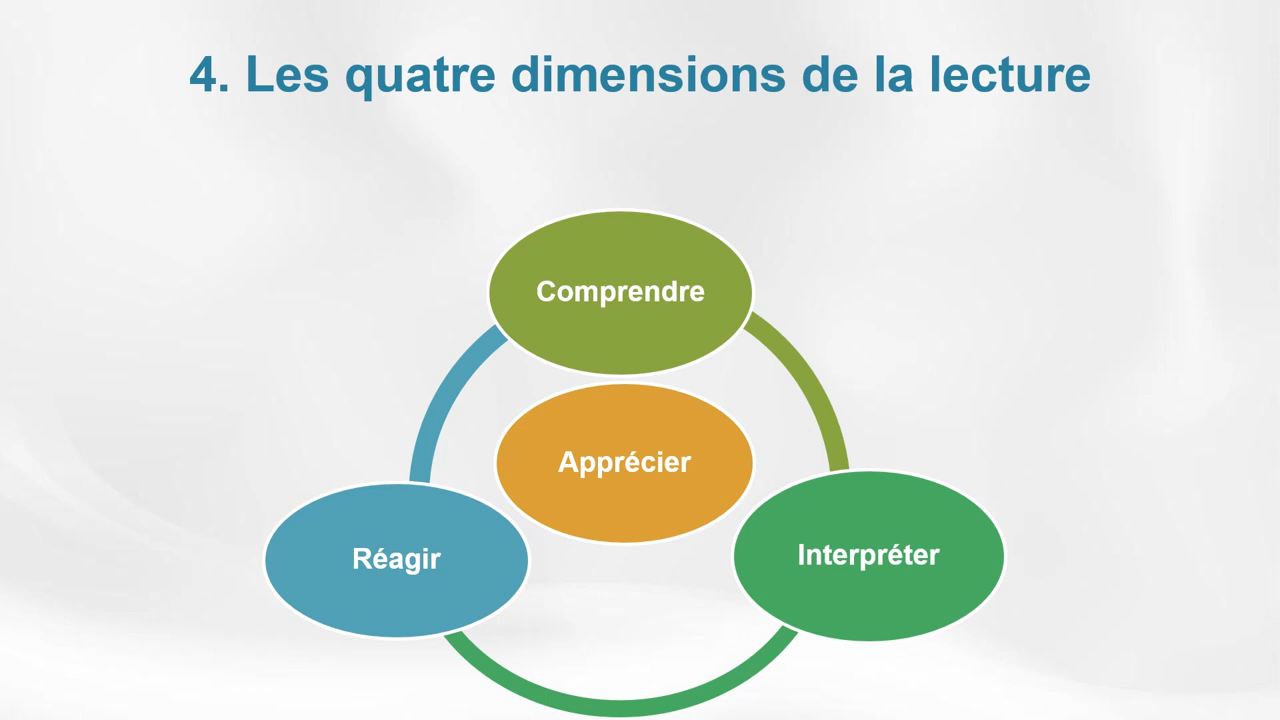 4. Les quatre dimensions de la lecture
Comprendre
Apprécier
Réagir
Interpréter